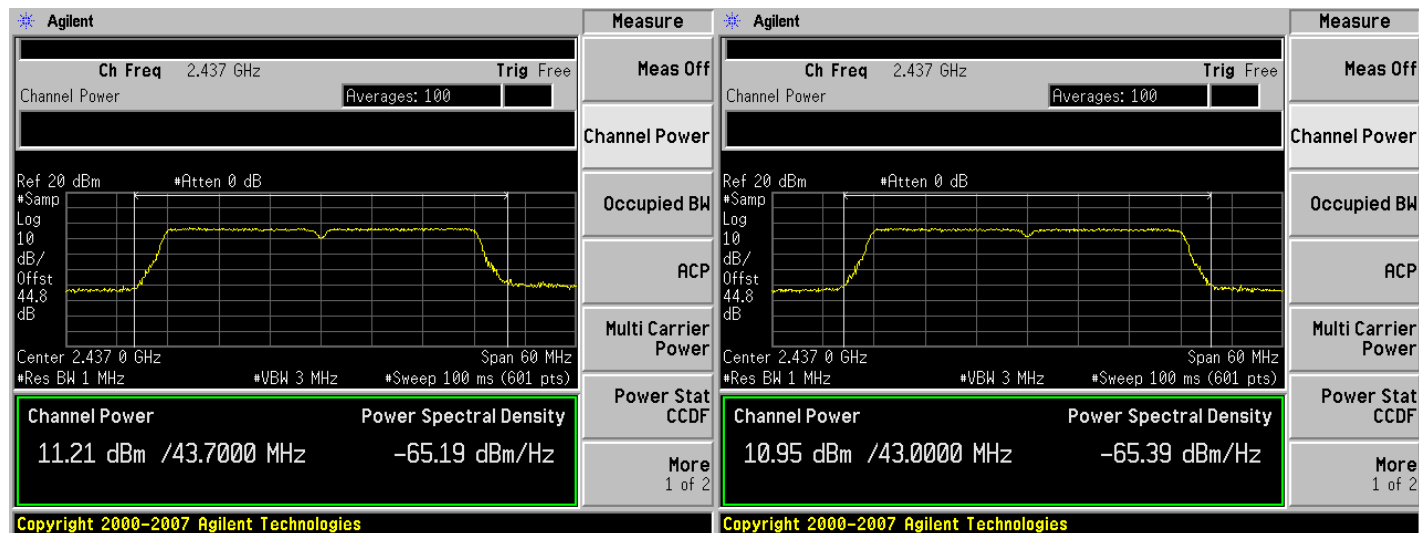 Agilent
Measure
Ch Freq 2.437 GHz Trig Free
Channel Power Averages: 100
Ref 20 dBm #Atten 0 dB
#Samp
Log
10
dB/
Offst
44.8
dB
Center 2.437 0 GHz Span 60 MHz
#Res BW 1 MHz #VBW 3 MHz #Sweep 100 ms (601 pts)
Channel Power Power Spectral Density
11.21 dBm /43.7000 MHz -65.19 dBm/Hz
Meas Off
Channel Power
Occupied BW
ACP
Multi Carrier
Power
Power Stat
CCDF
More
1 of 2
Copyright 2000-2007 Agilent Technologies
Agilent
Measure
Ch Freq 2.437 GHz Trig Free
Channel Power Averages: 100
Ref 20 dBm #Atten 0 dB
#Samp
Log
10
dB/
Offst
44.8
dB
Center 2.437 0 GHz Span 60 MHz
#Res BW 1 MHz #VBW 3 MHz #Sweep 100 ms (601 pts)
Channel Power Power Spectral Density
10.95 dBm /43.0000 MHz -65.39 dBm/Hz
Meas Off
Channel Power
Occupied BW
ACP
Multi Carrier
Power
Power Stat
CCDF
More
1 of 2
Copyright 2000-2007 Agilent Technologies